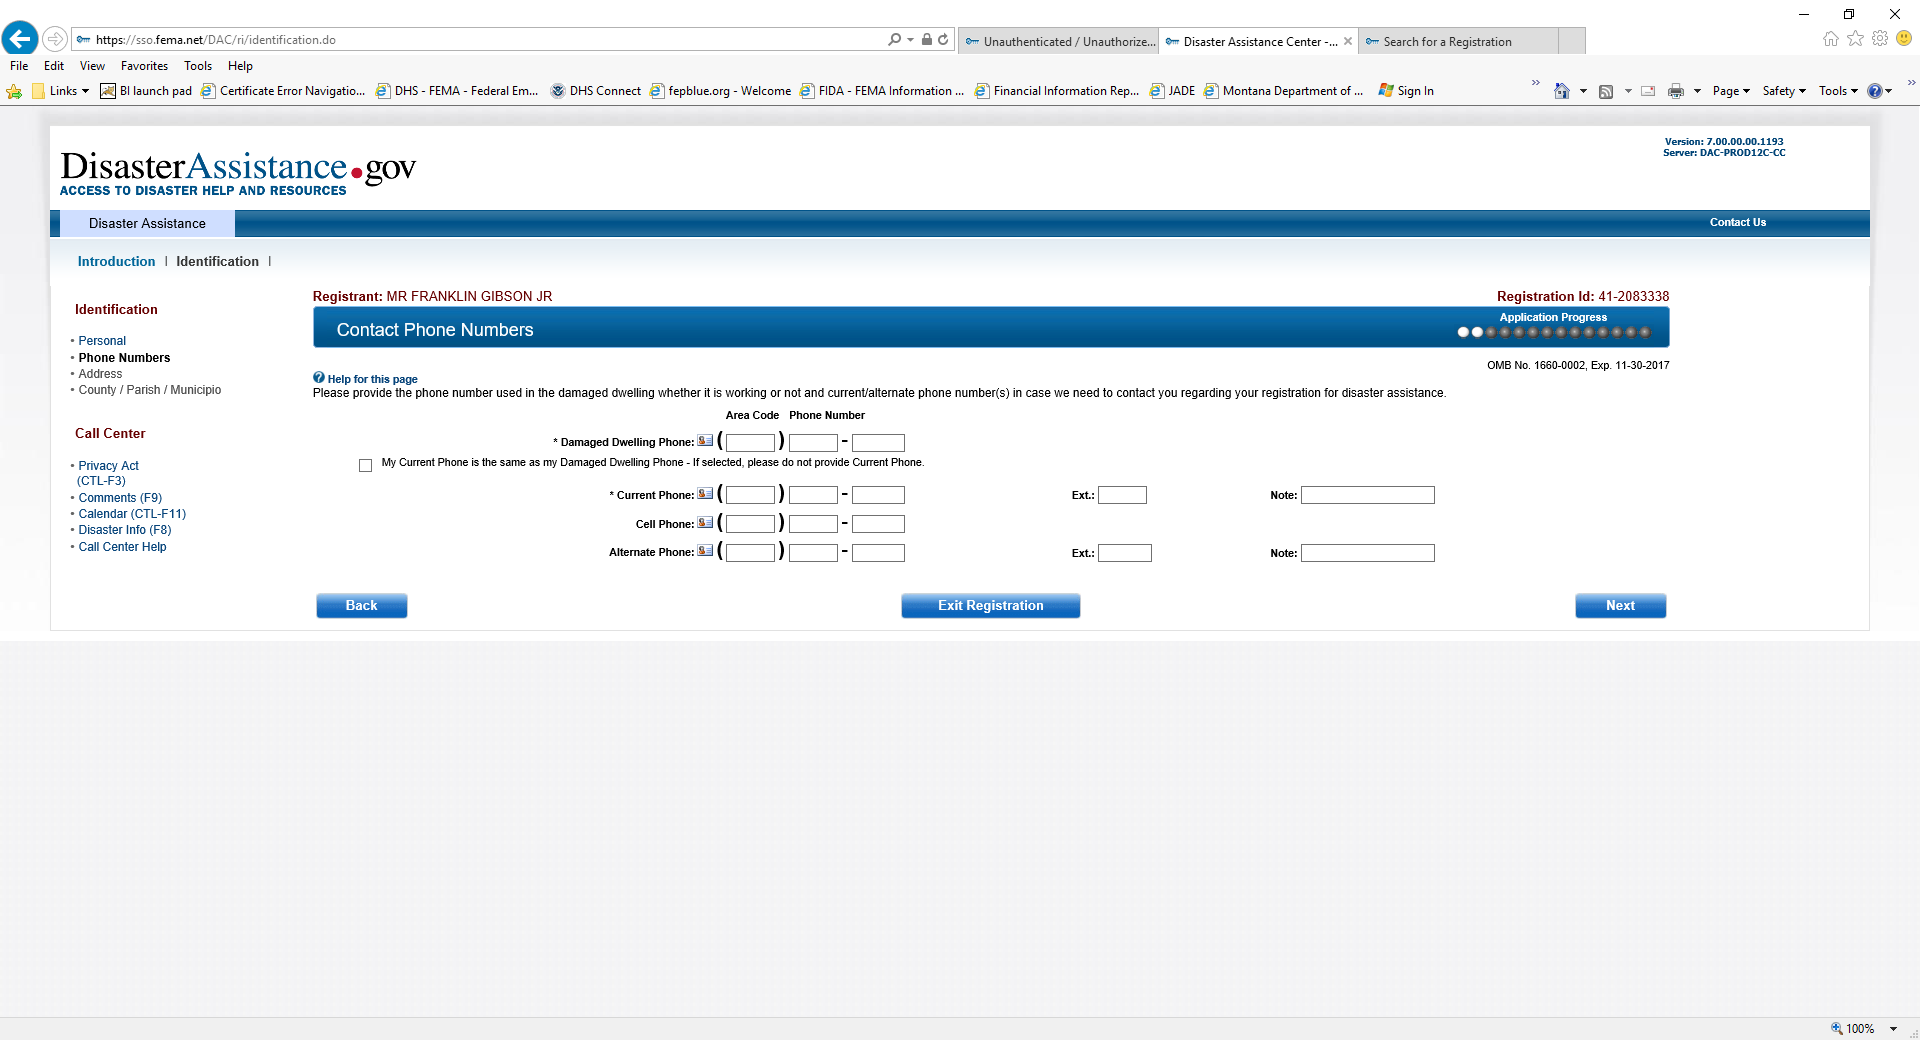 https://sso.fema.net/DAC/ri/identification.do
Unauthenticated / Unauthorize...
Disaster Assistance Center -...
Search for a Registration
File Edit View Favorites Tools Help
Links BI launch pad Certificate Error Navigatio... DHS - FEMA - Federal Em... DHS Connect fepblue.org - Welcome FIDA - FEMA Information ... Financial Information Rep... JADE Montana Department of ... Sign In
Page Safety Tools
Version: 7.00.00.00.1193
Server: DAC-PROD12C-CC
DisasterAssistance.gov
ACCESS TO DISASTER HELP AND RESOURCES
Disaster Assistance
Contact Us
Introduction | Identification |
Registrant: MR FRANKLIN GIBSON JR
Registration Id: 41-2083338
Identification
• Personal
• Phone Numbers
• Address
• County / Parish / Municipio
Call Center
• Privacy Act
(CTL-F3)
• Comments (F9)
• Calendar (CTL-F11)
• Disaster Info (F8)
• Call Center Help
Contact Phone Numbers
Application Progress
OMB No. 1660-0002, Exp. 11-30-2017
Help for this page
Please provide the phone number used in the damaged dwelling whether it is working or not and current/alternate phone number(s) in case we need to contact you regarding your registration for disaster assistance.
Area Code Phone Number
* Damaged Dwelling Phone: ( ) -
My Current Phone is the same as my Damaged Dwelling Phone - If selected, please do not provide Current Phone.
* Current Phone: ( ) - Ext.: Note:
Cell Phone: ( ) -
Alternate Phone: ( ) - Ext.: Note:
Back
Exit Registration
Next
100%